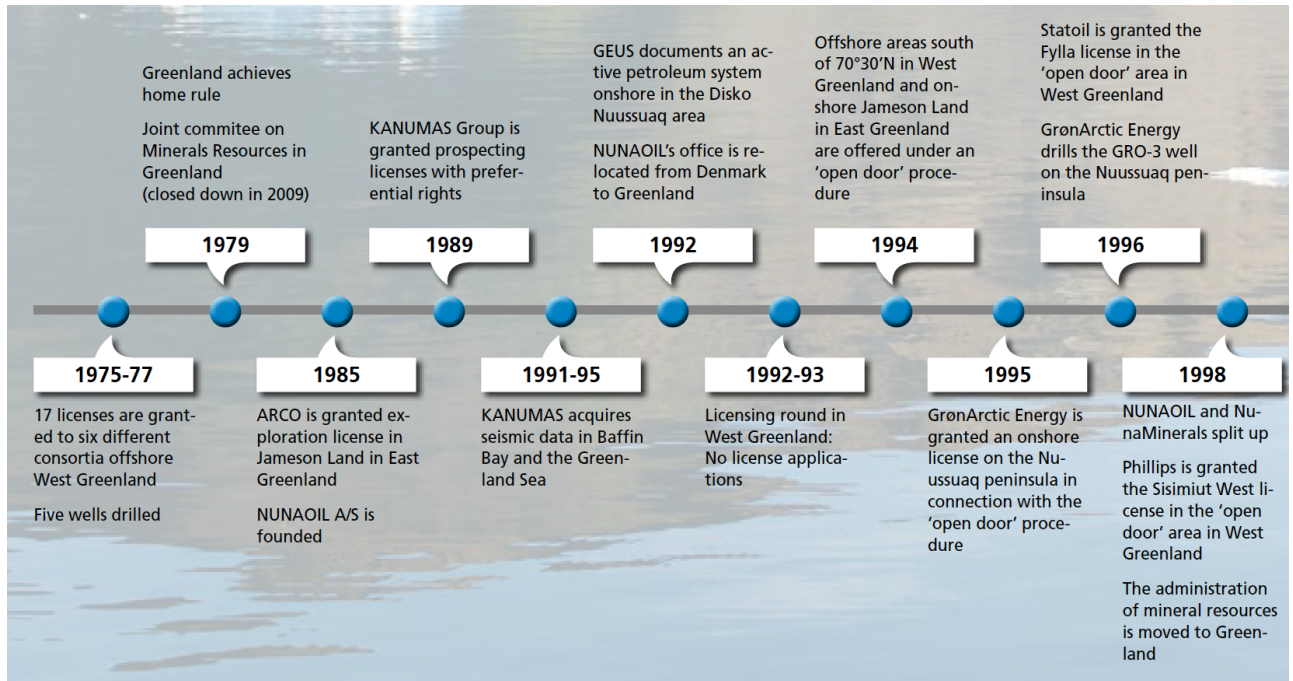 Greenland achieves
home rule
Joint commitee on
Minerals Resources in
Greenland
(closed down in 2009)
1979
KANUMAS Group is
granted prospecting
licenses with prefer-
ential rights
1989
GEUS documents an ac-
tive petroleum system
onshore in the Disko
Nuussuaq area
NUNAOIL’s office is re-
located from Denmark
to Greenland
1992
Offshore areas south
of 70°30’N in West
Greenland and on-
shore Jameson Land
in East Greenland
are offered under an
‘open door’ proce-
dure
1994
Statoil is granted the
Fylla license in the
‘open door’ area in
West Greenland
GrønArctic Energy
drills the GRO-3 well
on the Nuussuaq pen-
insula
1996
1975-77
17 licenses are grant-
ed to six different
consortia offshore
West Greenland
Five wells drilled
1985
ARCO is granted ex-
ploration license in
Jameson Land in East
Greenland
NUNAOIL A/S is
founded
1991-95
KANUMAS acquires
seismic data in Baffin
Bay and the Green-
land Sea
1992-93
Licensing round in
West Greenland:
No license applica-
tions
1995
GrønArctic Energy is
granted an onshore
license on the Nu-
ussuaq peninsula in
connection with the
‘open door’ proce-
dure
1998
NUNAOIL and Nu-
naMinerals split up
Phillips is granted
the Sisimiut West li-
cense in the ‘open
door’ area in West
Greenland
The administration
of mineral resources
is moved to Green-
land